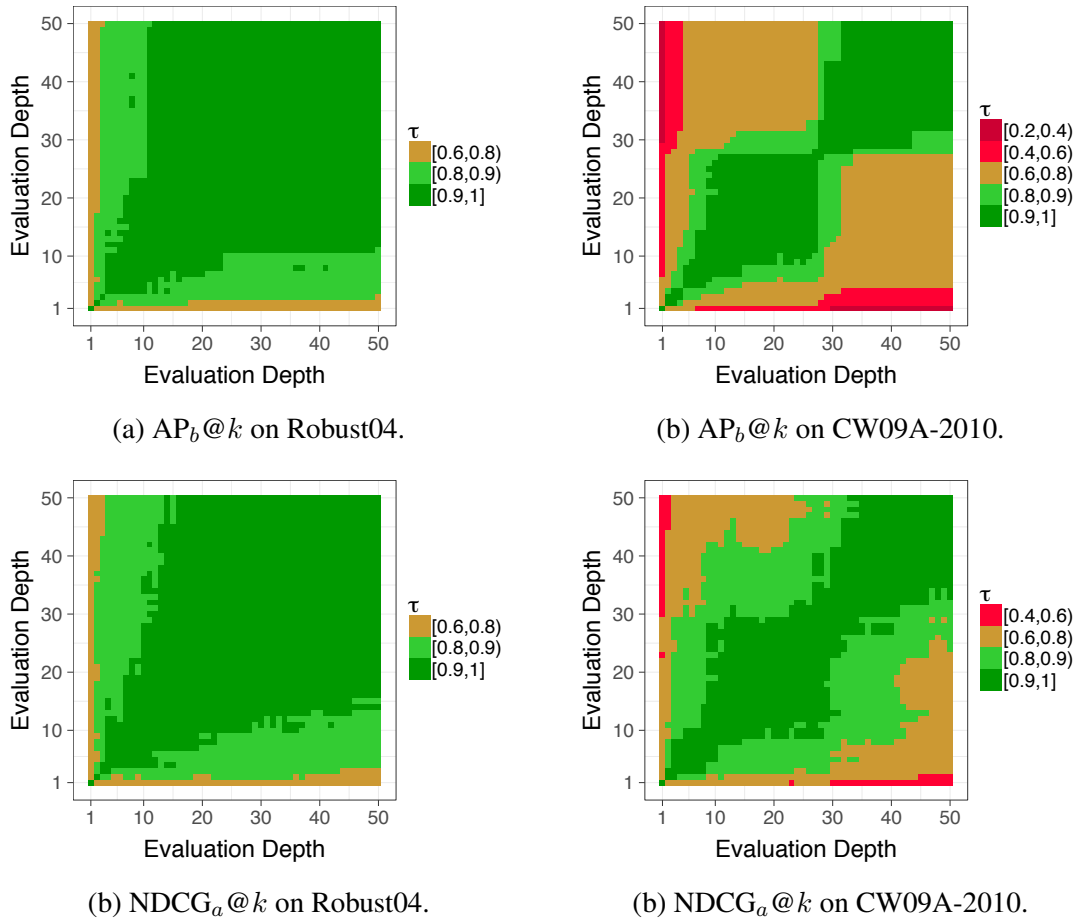 50
40
30
20
10
1
Evaluation Depth
1 10 20 30 40 50
Evaluation Depth
τ
[0.6,0.8)
[0.8,0.9)
[0.9,1]
(a) APb@k on Robust04.
50
40
30
20
10
1
Evaluation Depth
1 10 20 30 40 50
Evaluation Depth
τ
[0.2,0.4)
[0.4,0.6)
[0.6,0.8)
[0.8,0.9)
[0.9,1]
(b) APb@k on CW09A-2010.
50
40
30
20
10
1
Evaluation Depth
1 10 20 30 40 50
Evaluation Depth
τ
[0.6,0.8)
[0.8,0.9)
[0.9,1]
(b) NDCGa@k on Robust04.
50
40
30
20
10
1
Evaluation Depth
1 10 20 30 40 50
Evaluation Depth
τ
[0.4,0.6)
[0.6,0.8)
[0.8,0.9)
[0.9,1]
(b) NDCGa@k on CW09A-2010.